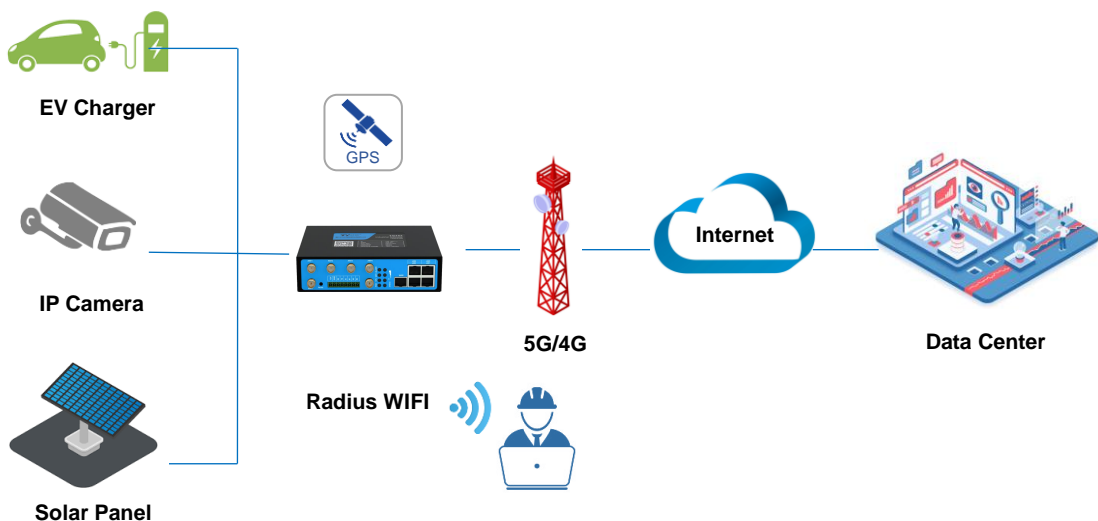 EV Charger
GPS
IP Camera
Internet
5G/4G
Data Center
Radius WIFI
Solar Panel